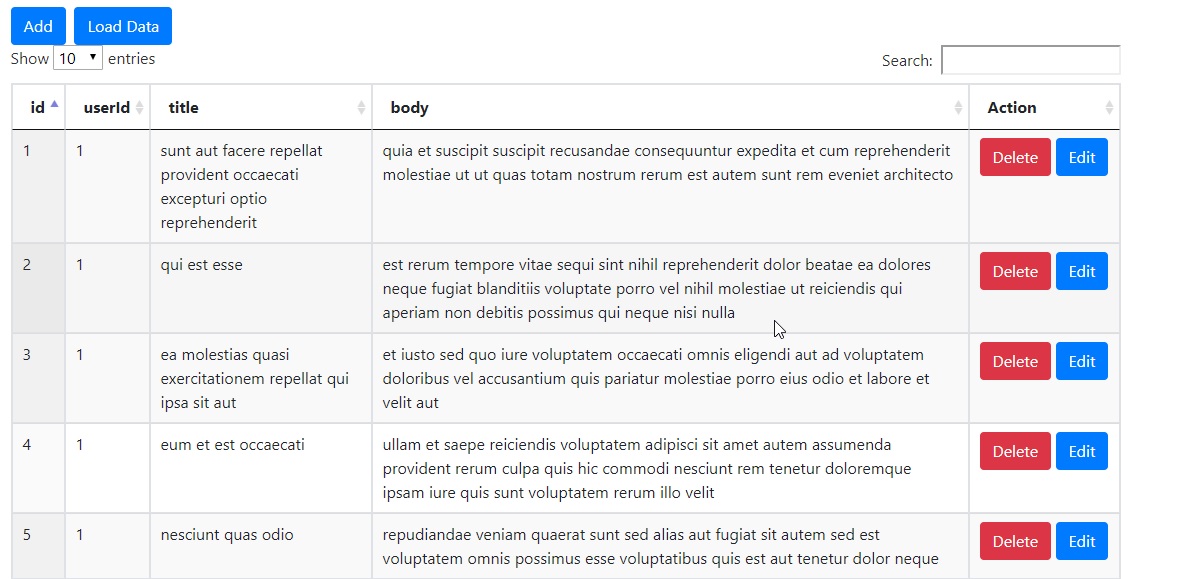 Add Load Data
Show 10 entries Search:
id userId title body Action
1 1 sunt aut facere repellat quia et suscipit suscipit recusandae consequuntur expedita et cum reprehenderit Delete Edit
provident occaecati molestiae ut ut quas totam nostrum rerum est autem sunt rem eveniet architecto
excepturi optio
reprehenderit
2 1 qui est esse est rerum tempore vitae sequi sint nihil reprehenderit dolor beatae ea dolores Delete Edit
neque fugiat blanditiis voluptate porro vel nihil molestiae ut reiciendis qui
aperiam non debitis possimus qui neque nisi nulla
3 1 ea molestias quasi et iusto sed quo iure voluptatem occaecati omnis eligendi aut ad voluptatem Delete Edit
exercitationem repellat qui doloribus vel accusantium quis pariatur molestiae porro eius odio et labore et
ipsa sit aut velit aut
4 1 eum et est occaecati ullam et saepe reiciendis voluptatem adipisci sit amet autem assumenda Delete Edit
provident rerum culpa quis hic commodi nesciunt rem tenetur doloremque
ipsam iure quis sunt voluptatem rerum illo velit
5 1 nesciunt quas odio repudiandae veniam quaerat sunt sed alias aut fugiat sit autem sed est Delete Edit
voluptatem omnis possimus esse voluptatibus quis est aut tenetur dolor neque